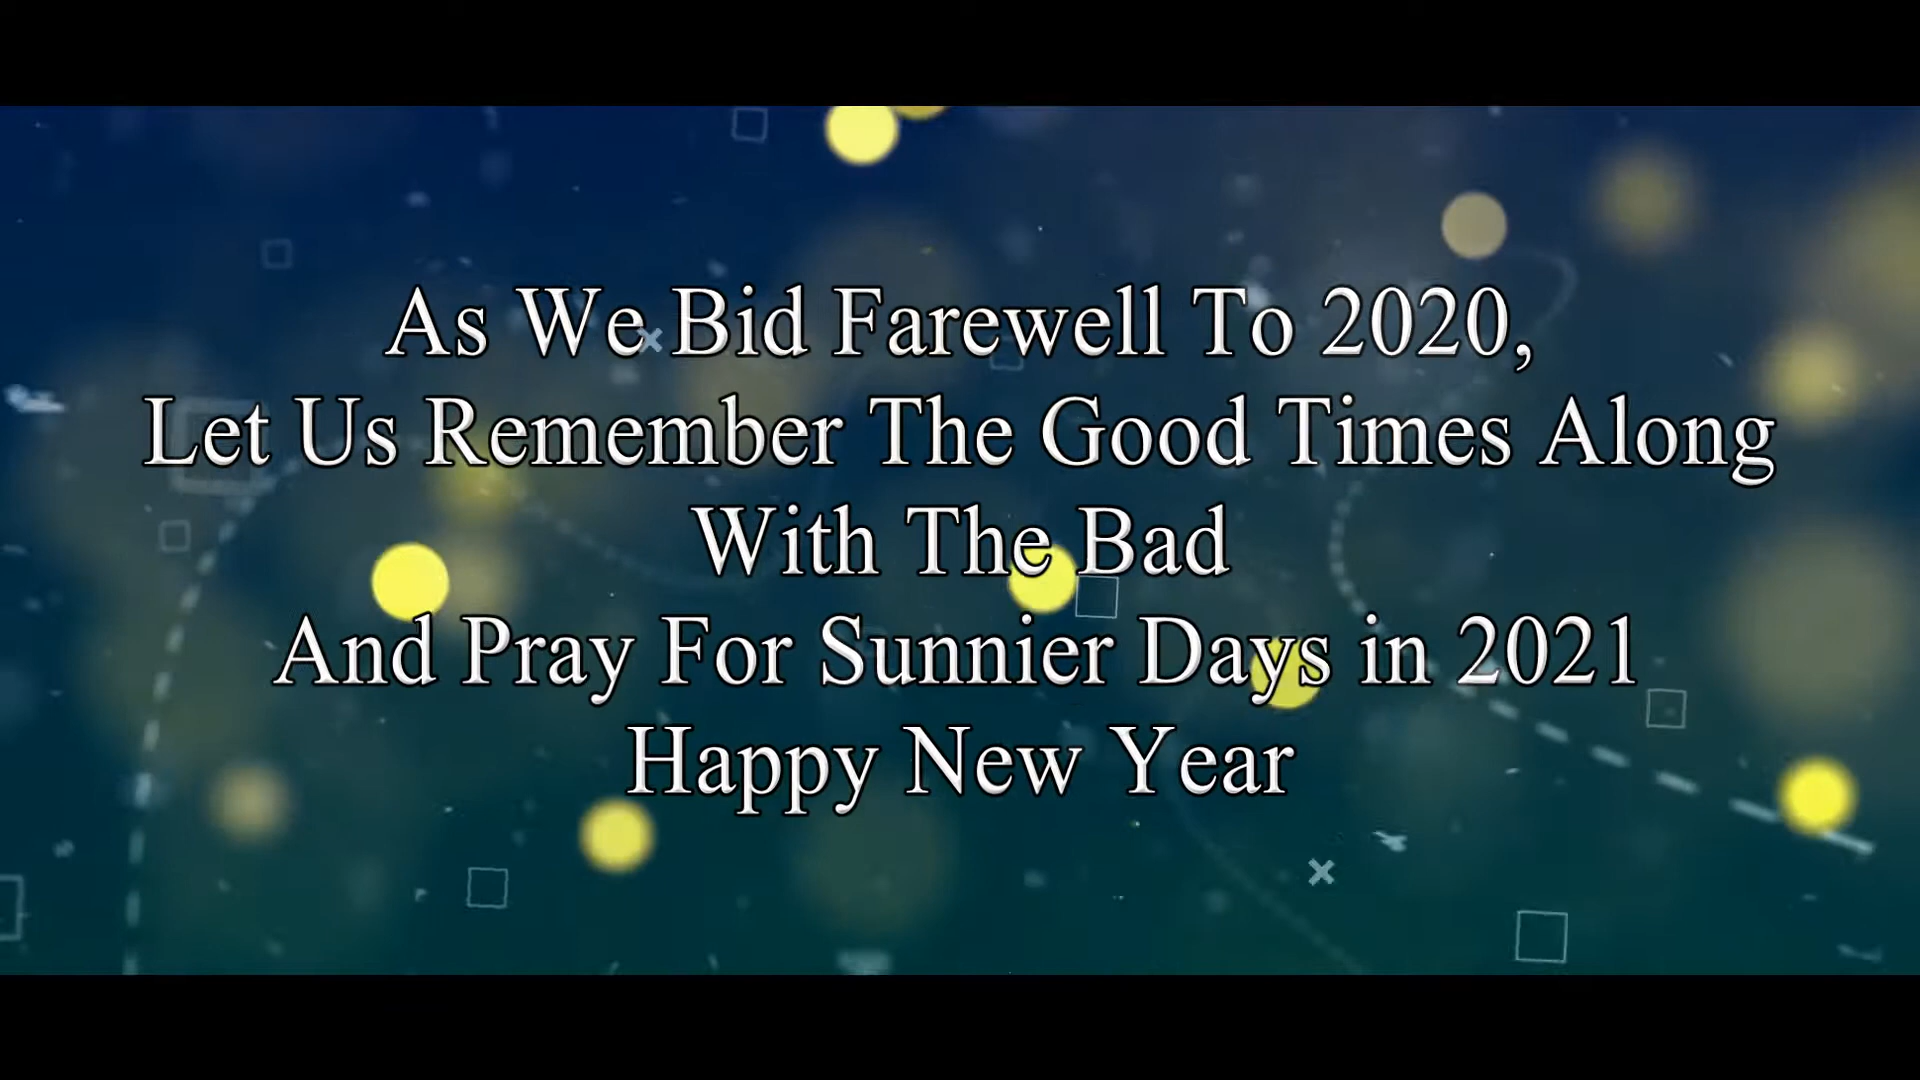 As We Bid Farewell To 2020,
Let Us Remember The Good Times Along
With The Bad
And Pray For Sunnier Days in 2021
Happy New Year